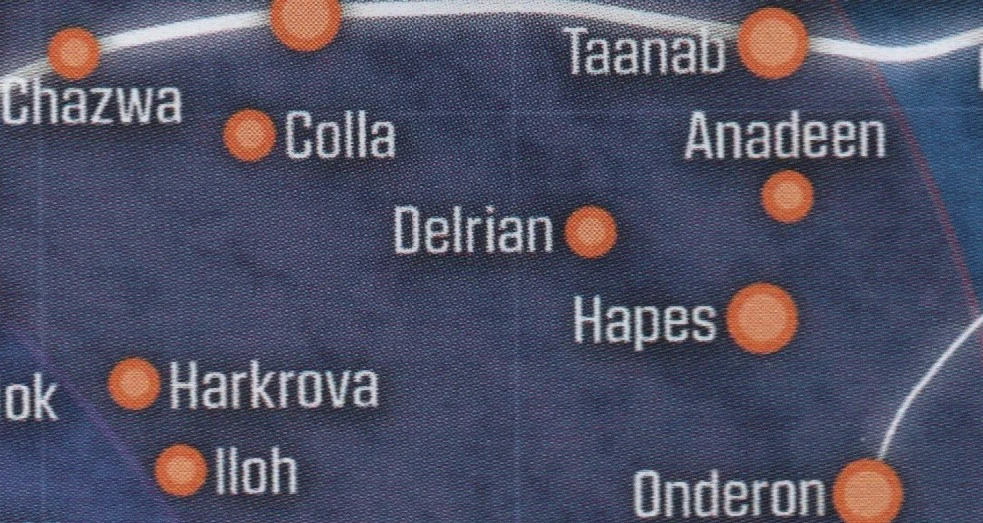 Taanab
Chazwa
Colla
Anadeen
Delrian
Hapes
Harkrova
ok
Iloh
Onderon